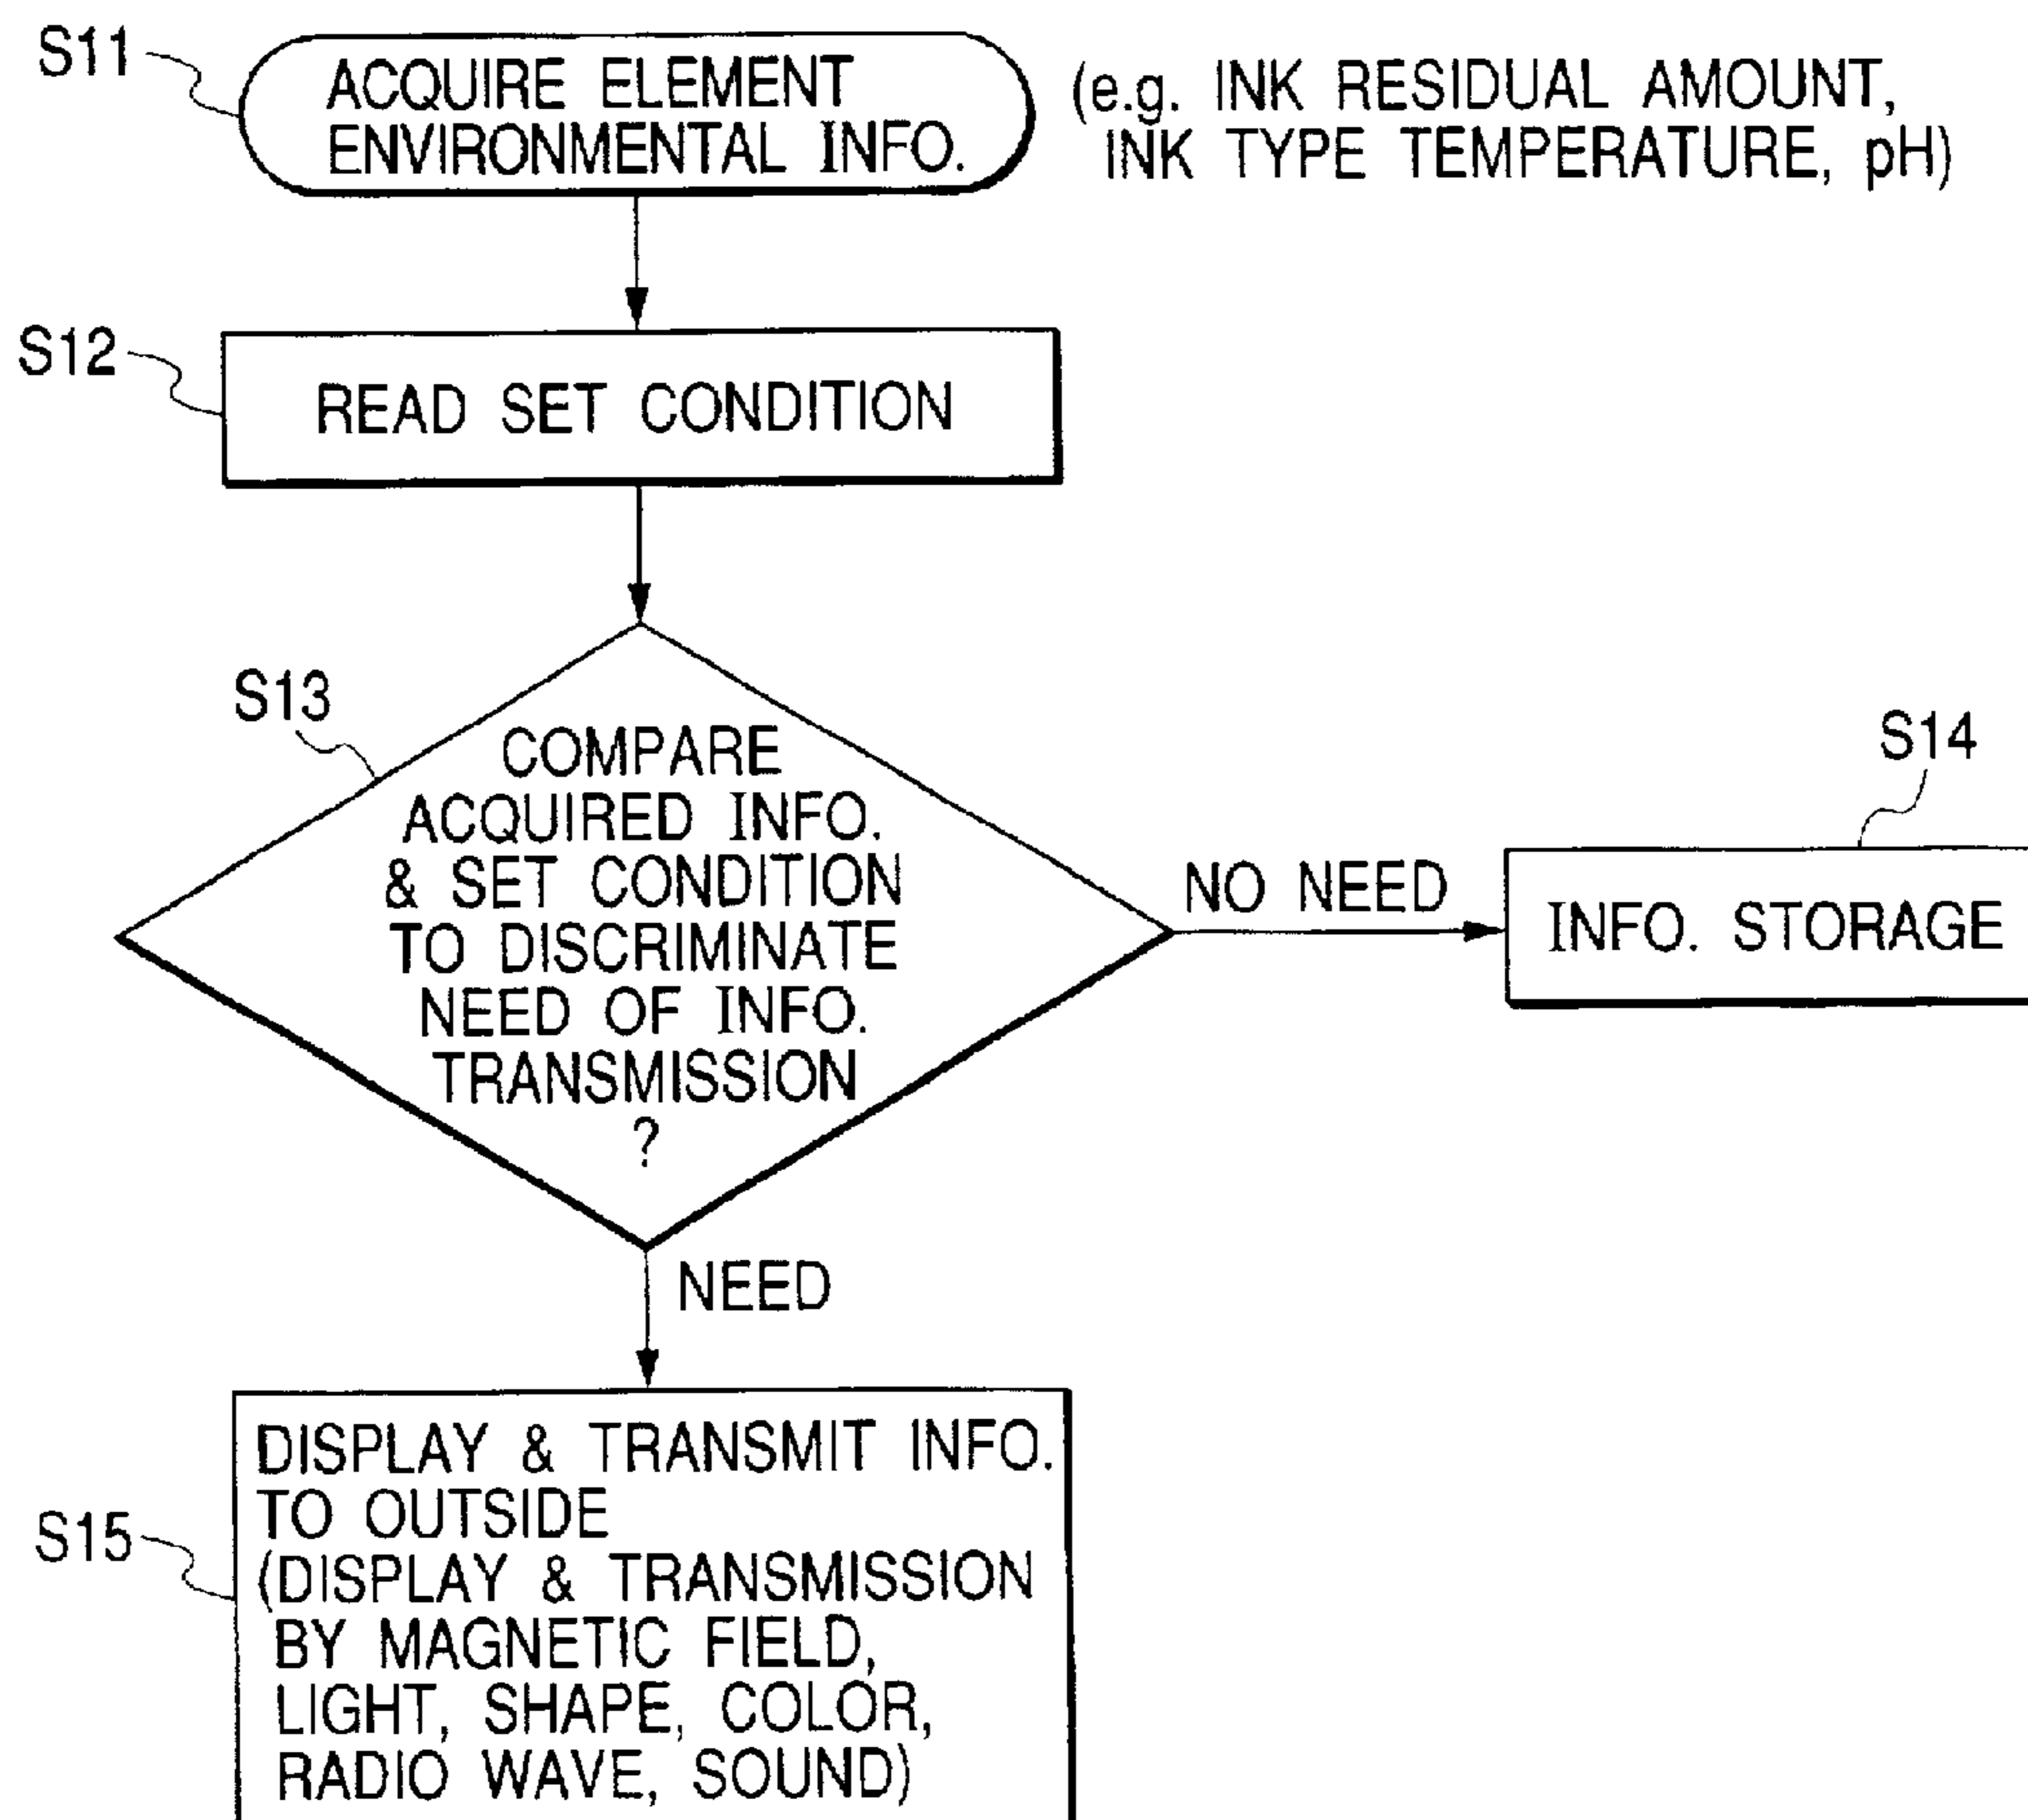 S11
ACQUIRE ELEMENT
ENVIRONMENTAL INFO.
(e.g. INK RESIDUAL AMOUNT,
INK TYPE TEMPERATURE, pH)
S12
READ SET CONDITION
S13
COMPARE
ACQUIRED INFO.
& SET CONDITION
TO DISCRIMINATE
NEED OF INFO.
TRANSMISSION
?
NO NEED
S14
INFO. STORAGE
NEED
S15
DISPLAY & TRANSMIT INFO.
TO OUTSIDE
(DISPLAY & TRANSMISSION
BY MAGNETIC FIELD,
LIGHT, SHAPE, COLOR,
RADIO WAVE, SOUND)